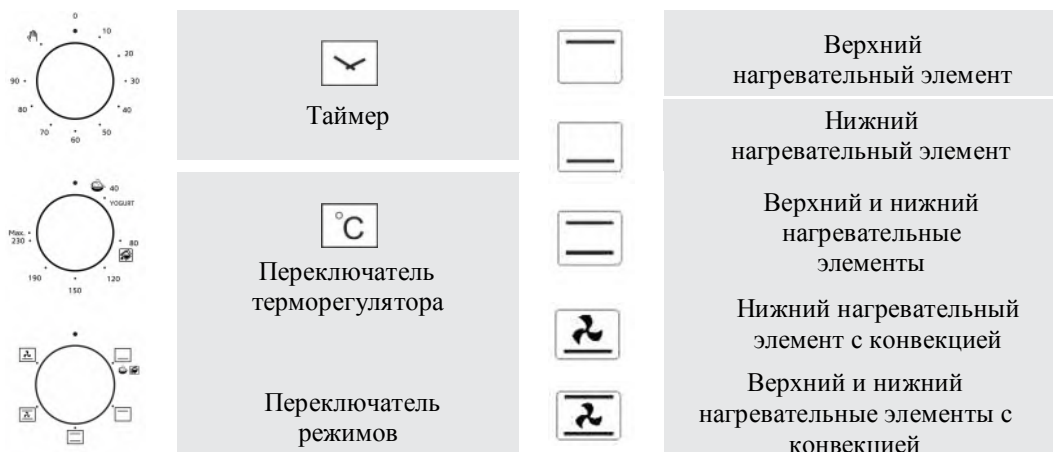 0
10
20
30
40
50
60
70
80
90
Таймер
40
YOGURT
80
120
150
190
Max.
230
°C
Переключатель
терморегулятора
Переключатель
режимов
Верхний
нагревательный элемент
Нижний
нагревательный элемент
Верхний и нижний
нагревательные
элементы
Нижний нагревательный
элемент с конвекцией
Верхний и нижний
нагревательные элементы с
конвекцией